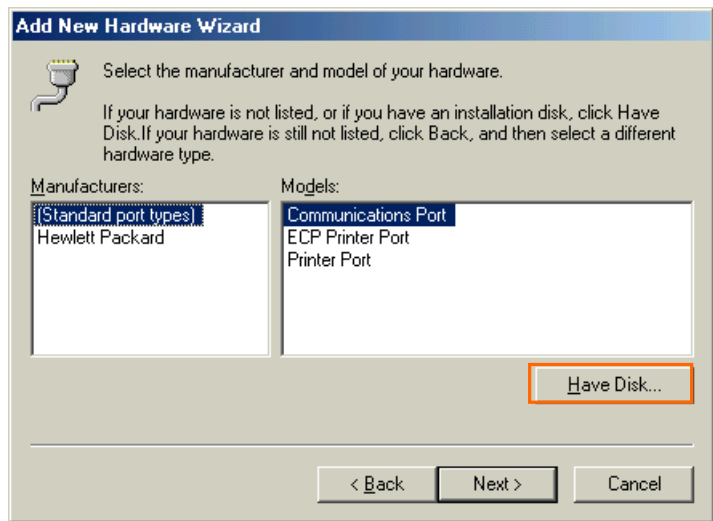 Add New Hardware Wizard
Select the manufacturer and model of your hardware.
If your hardware is not listed, or if you have an installation disk, click Have
Disk.If your hardware is still not listed, click Back, and then select a different
hardware type.
Manufacturers:
Models:
(Standard port types)
Hewlett Packard
Communications Port
ECP Printer Port
Printer Port
Have Disk...
< Back
Next >
Cancel